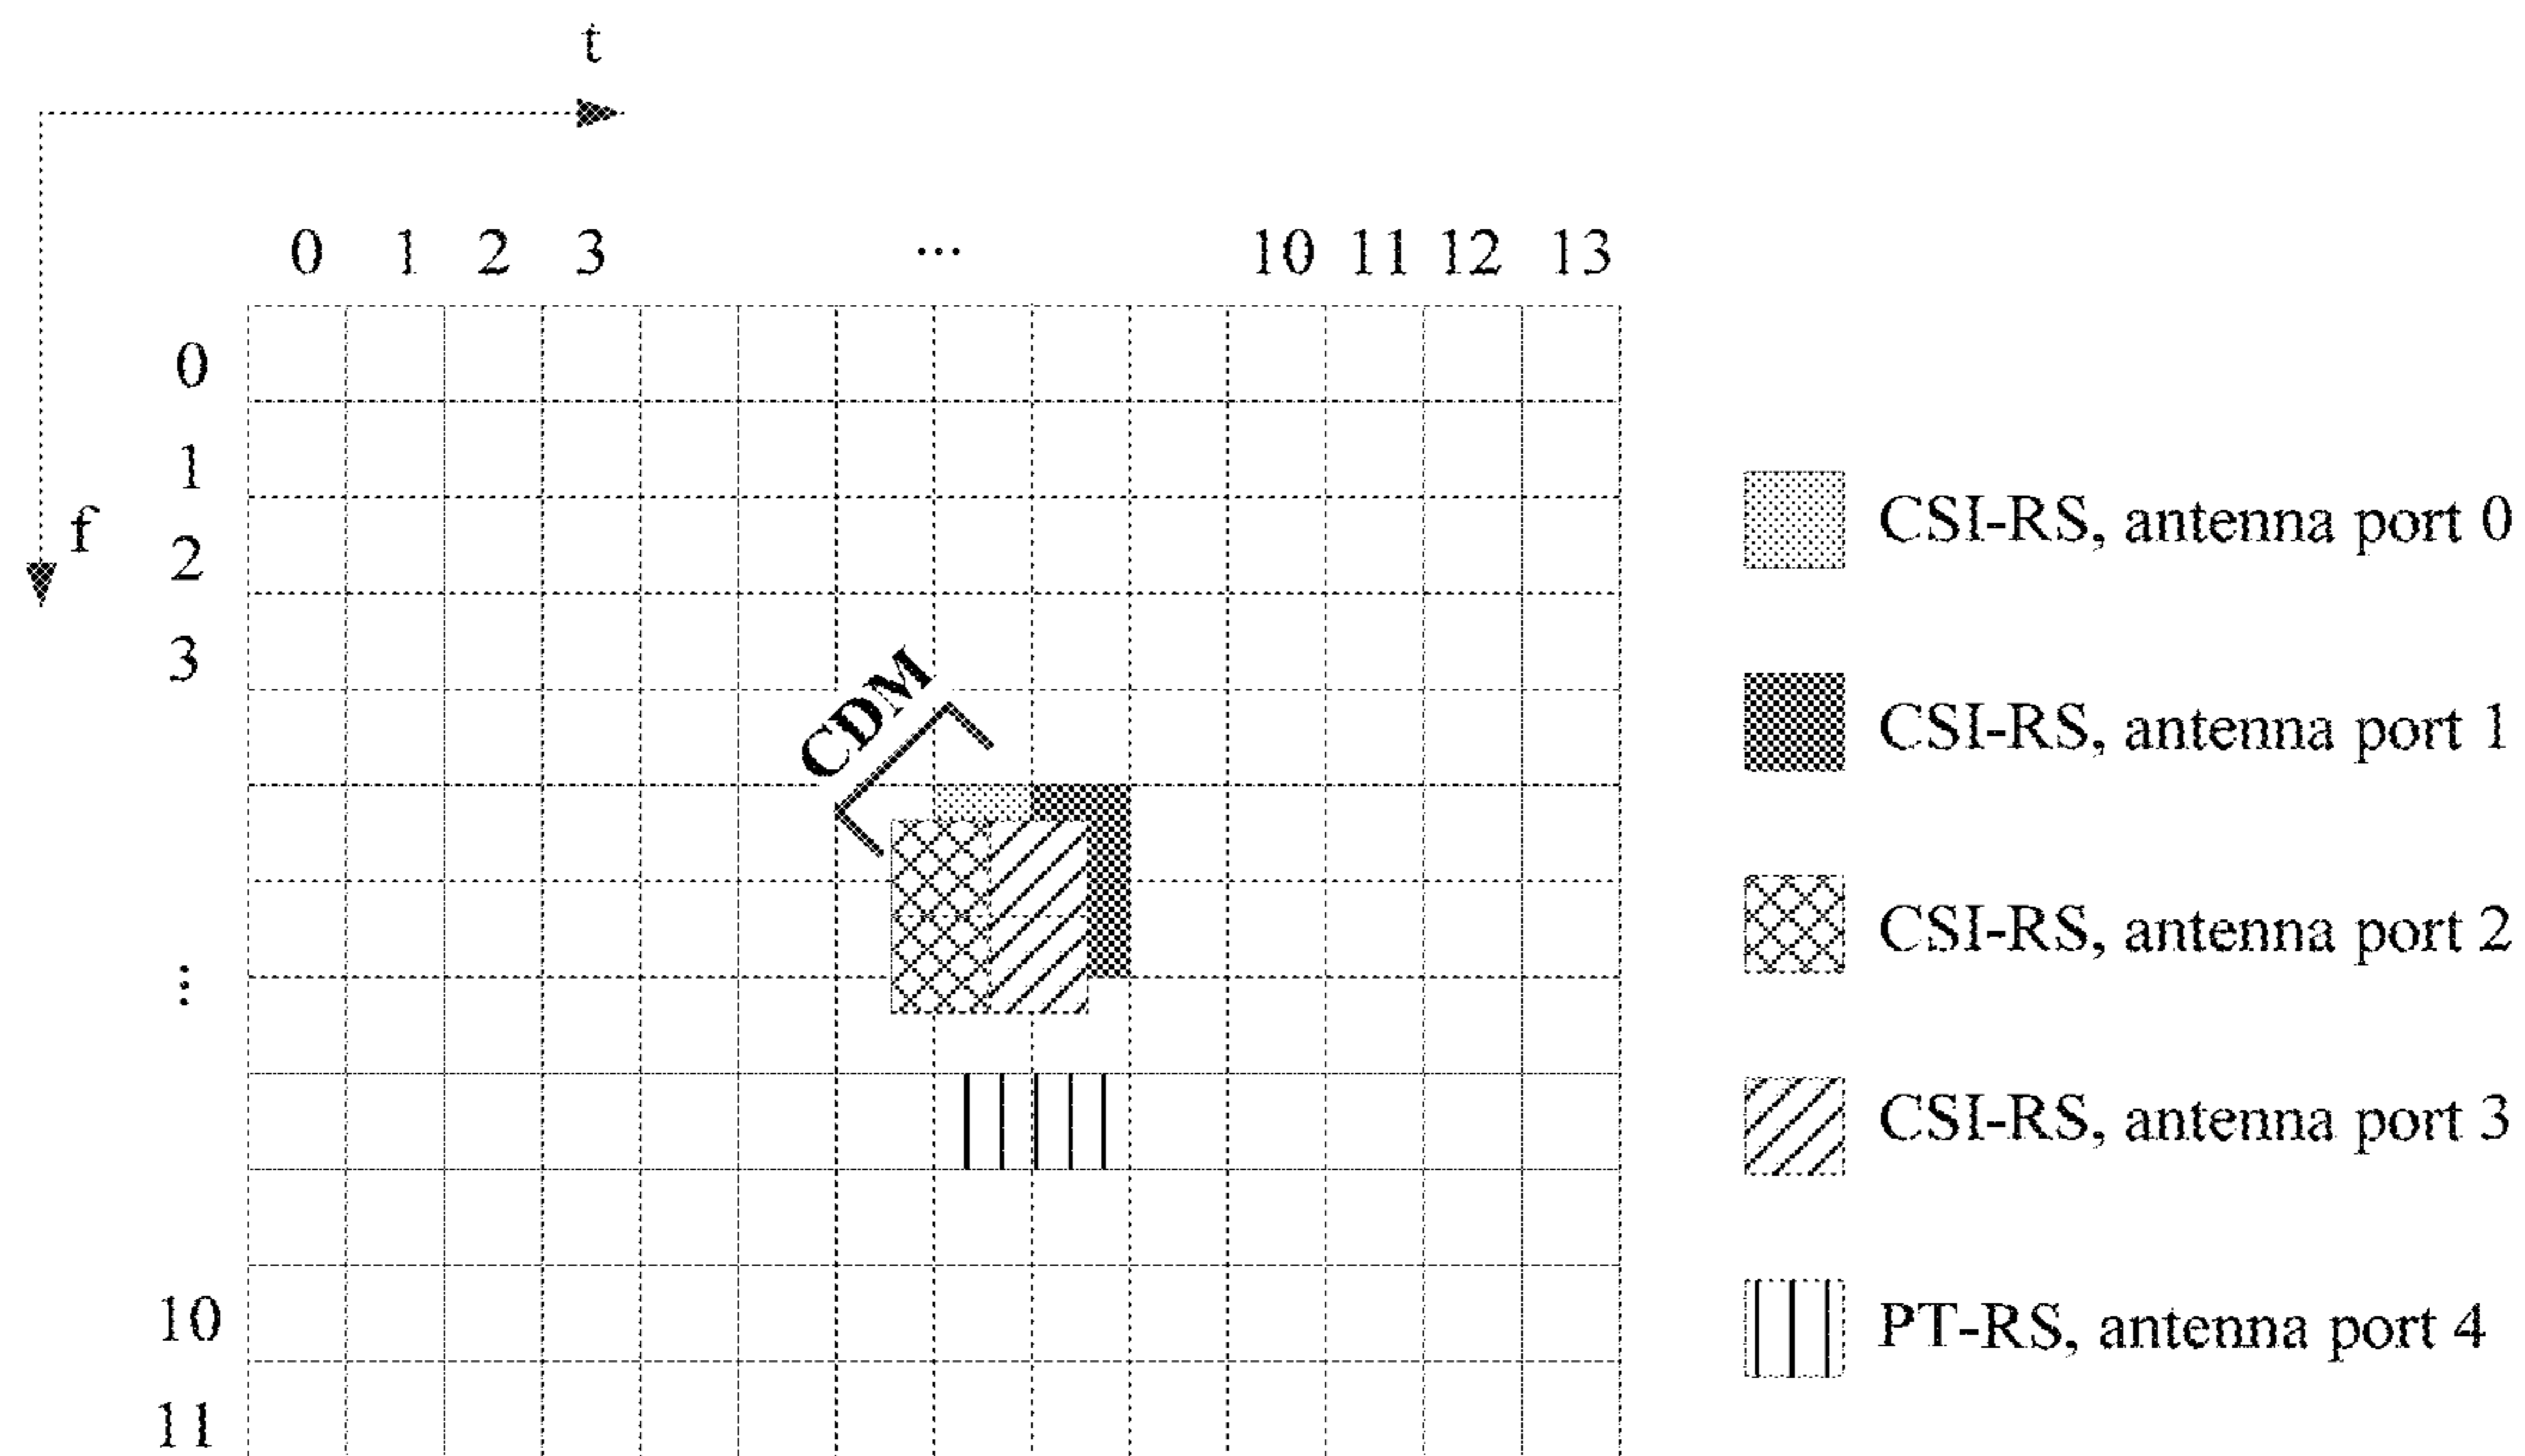 t
0 1 2 3 ... 10 11 12 13
0
1
f
2
3
⋮
10
11
CDM
CSI-RS, antenna port 0
CSI-RS, antenna port 1
CSI-RS, antenna port 2
CSI-RS, antenna port 3
PT-RS, antenna port 4